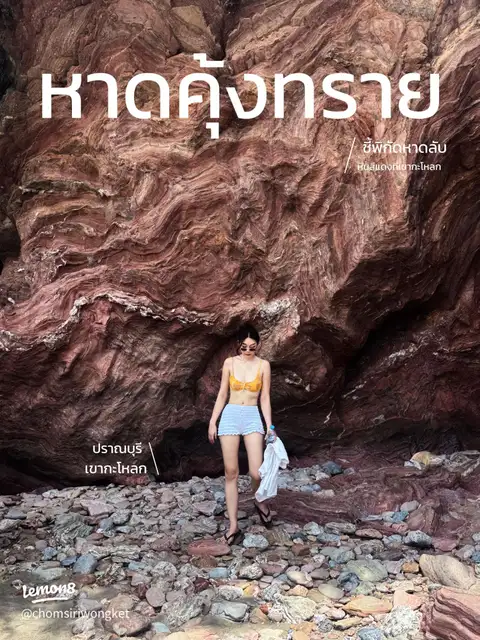 หาดคุ้งทราย
ชี้พิกัดหาดลับ
หินสีแดงที่เขากะโหลก
ปราณบุรี
เขากะโหลก
lemon8
@chomsiriwongket